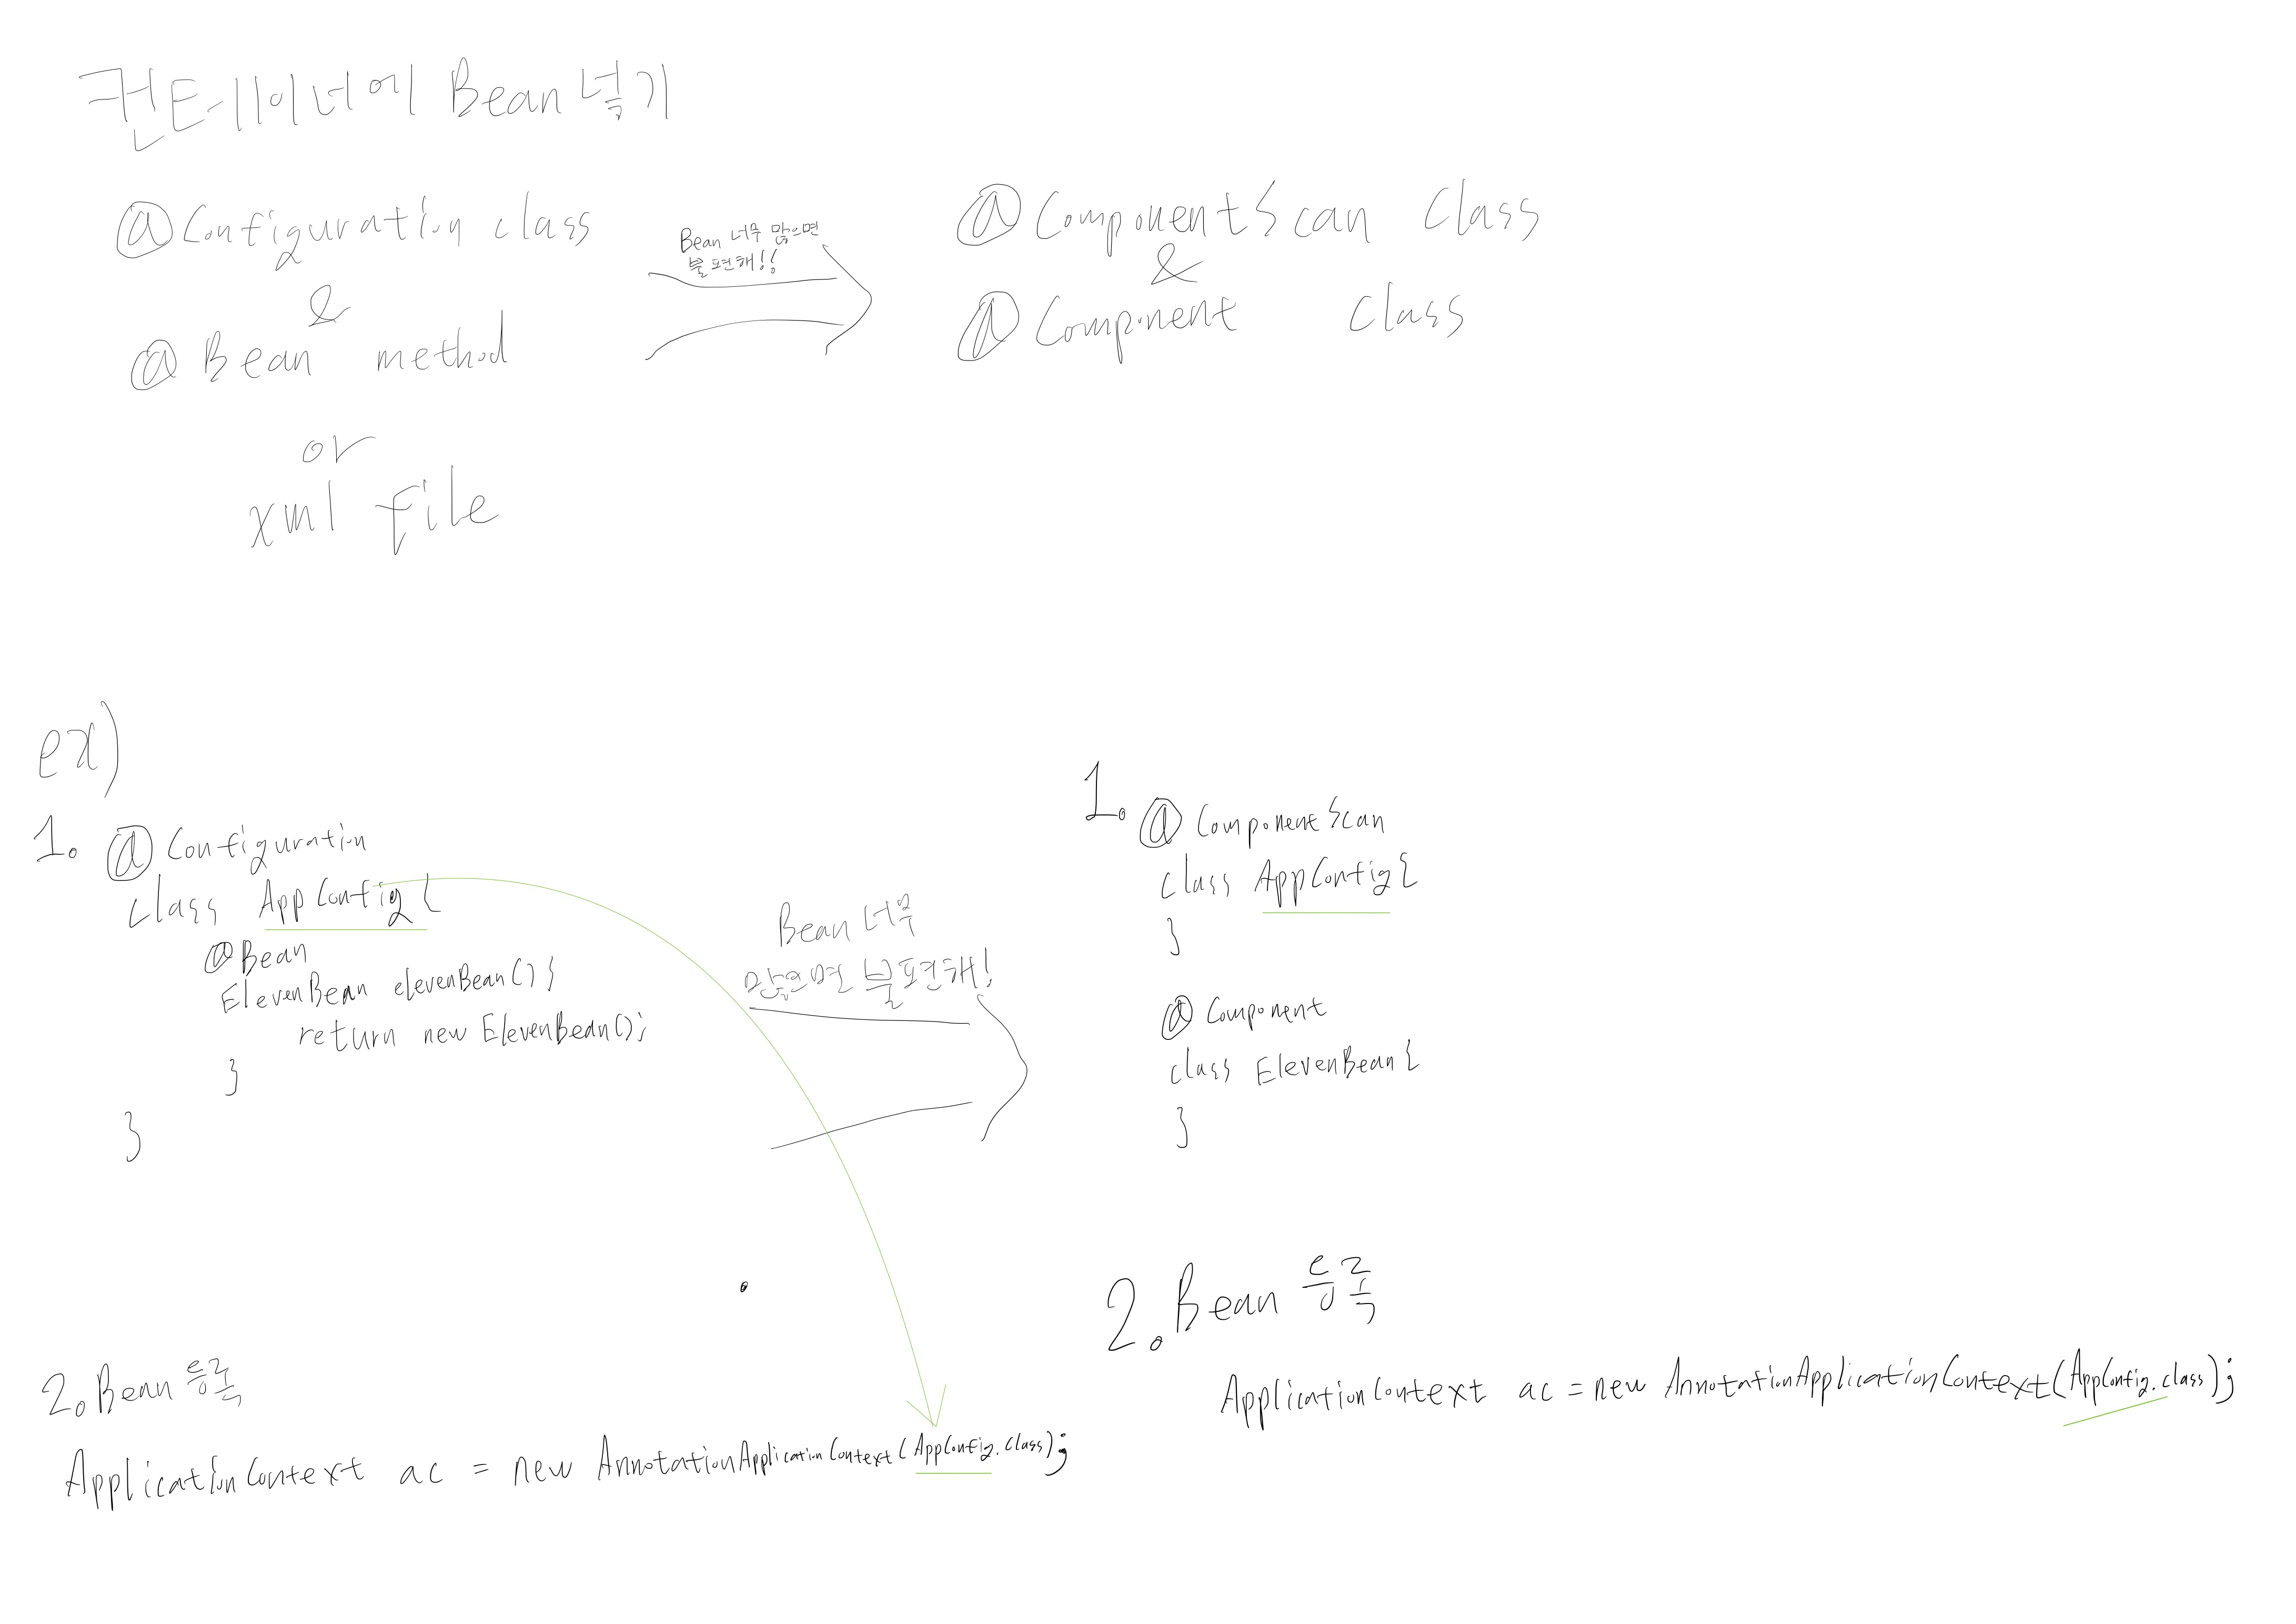 컨테이너에 Bean 넣기
@Configuration class
&
@Bean method
or
xml file
Bean 너무 많으면
불편해!!
@ComponentScan Class
&
@Component Class
ex)
1. @Configuration
class AppConfig {
@Bean
ElevenBean elevenBean() {
return new ElevenBean();
}
}
2. Bean 등록
ApplicationContext ac = new AnnotationApplicationContext(AppConfig.class);
Bean 너무
많으면 불편해!
1. @ComponentScan
class AppConfig {
}
@Component
class ElevenBean {
}
2. Bean 등록
ApplicationContext ac = new AnnotationApplicationContext(AppConfig.class);